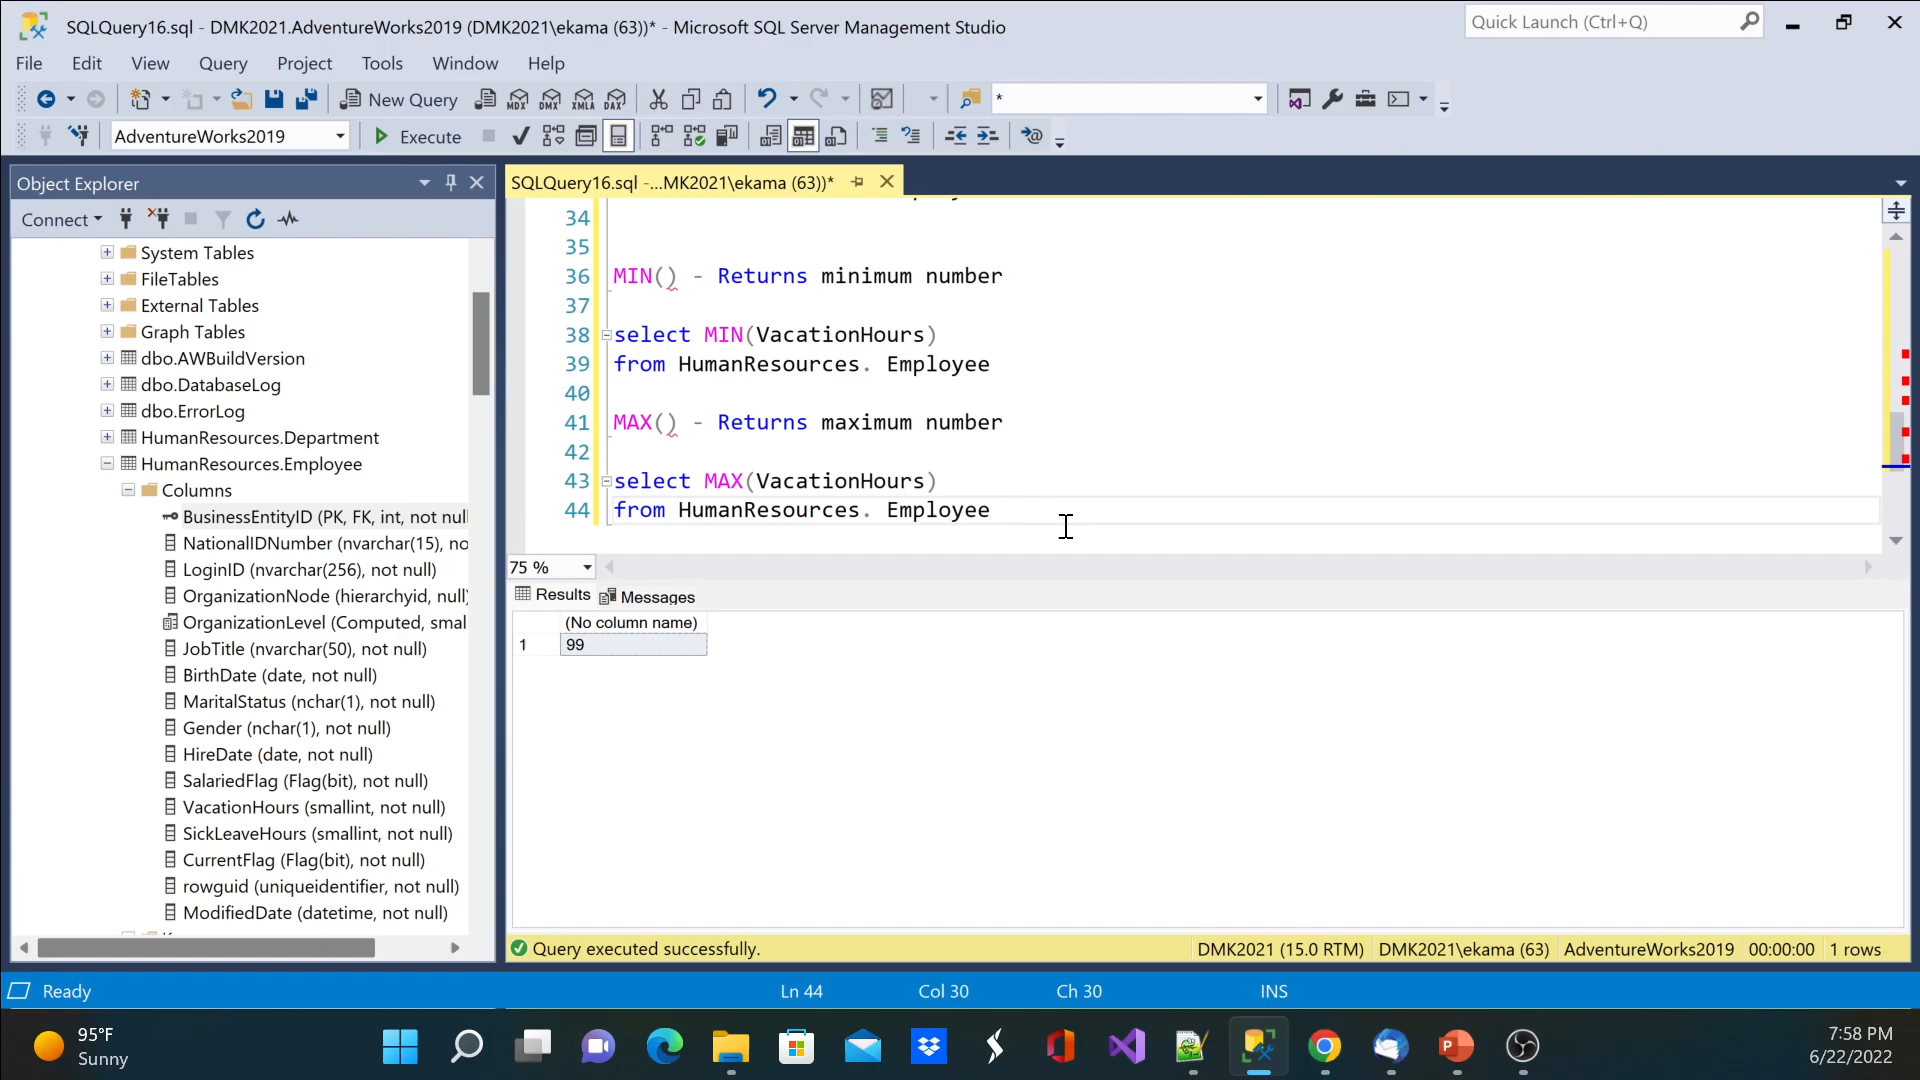 SQLQuery16.sql - DMK2021.AdventureWorks2019 (DMK2021\ekama (63))* - Microsoft SQL Server Management Studio
Quick Launch (Ctrl+Q)
File Edit View Query Project Tools Window Help
New Query MDX DMX XMLA DAX *
AdventureWorks2019 Execute
Object Explorer
Connect
System Tables
FileTables
External Tables
Graph Tables
dbo.AWBuildVersion
dbo.DatabaseLog
dbo.ErrorLog
HumanResources.Department
HumanResources.Employee
Columns
BusinessEntityID (PK, FK, int, not null
NationalIDNumber (nvarchar(15), no
LoginID (nvarchar(256), not null)
OrganizationNode (hierarchyid, null)
OrganizationLevel (Computed, smal
JobTitle (nvarchar(50), not null)
BirthDate (date, not null)
MaritalStatus (nchar(1), not null)
Gender (nchar(1), not null)
HireDate (date, not null)
SalariedFlag (Flag(bit), not null)
VacationHours (smallint, not null)
SickLeaveHours (smallint, not null)
CurrentFlag (Flag(bit), not null)
rowguid (uniqueidentifier, not null)
ModifiedDate (datetime, not null)
SQLQuery16.sql -...MK2021\ekama (63))*
34
35
36 MIN() - Returns minimum number
37
38 select MIN(VacationHours)
39 from HumanResources. Employee
40
41 MAX() - Returns maximum number
42
43 select MAX(VacationHours)
44 from HumanResources. Employee
75 %
Results Messages
(No column name)
1 99
Query executed successfully. DMK2021 (15.0 RTM) DMK2021\ekama (63) AdventureWorks2019 00:00:00 1 rows
Ready Ln 44 Col 30 Ch 30 INS
95°F
Sunny
7:58 PM
6/22/2022